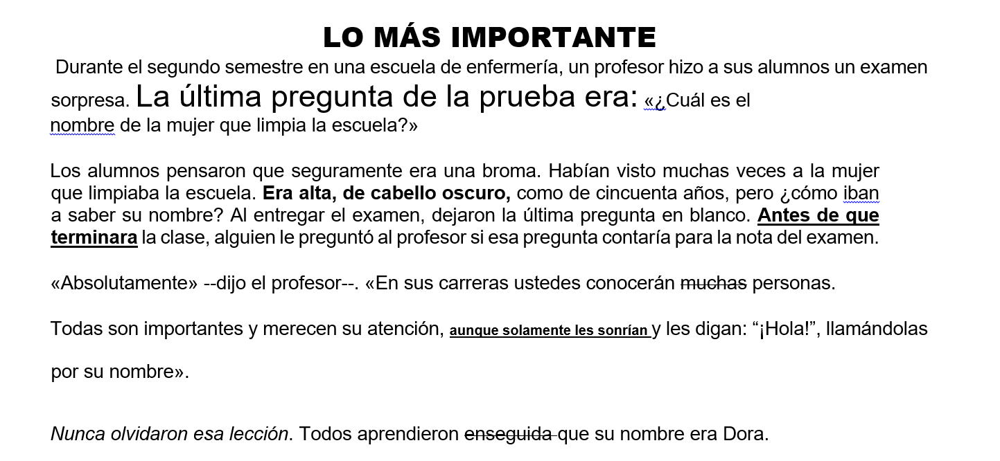 LO MÁS IMPORTANTE
Durante el segundo semestre en una escuela de enfermería, un profesor hizo a sus alumnos un examen
sorpresa. La última pregunta de la prueba era: «¿Cuál es el
nombre de la mujer que limpia la escuela?»
Los alumnos pensaron que seguramente era una broma. Habían visto muchas veces a la mujer
que limpiaba la escuela. Era alta, de cabello oscuro, como de cincuenta años, pero ¿cómo iban
a saber su nombre? Al entregar el examen, dejaron la última pregunta en blanco. Antes de que
terminara la clase, alguien le preguntó al profesor si esa pregunta contaría para la nota del examen.
«Absolutamente» --dijo el profesor--. «En sus carreras ustedes conocerán muchas personas.
Todas son importantes y merecen su atención, aunque solamente les sonrían y les digan: “¡Hola!”, llamándolas
por su nombre».
Nunca olvidaron esa lección. Todos aprendieron enseguida que su nombre era Dora.